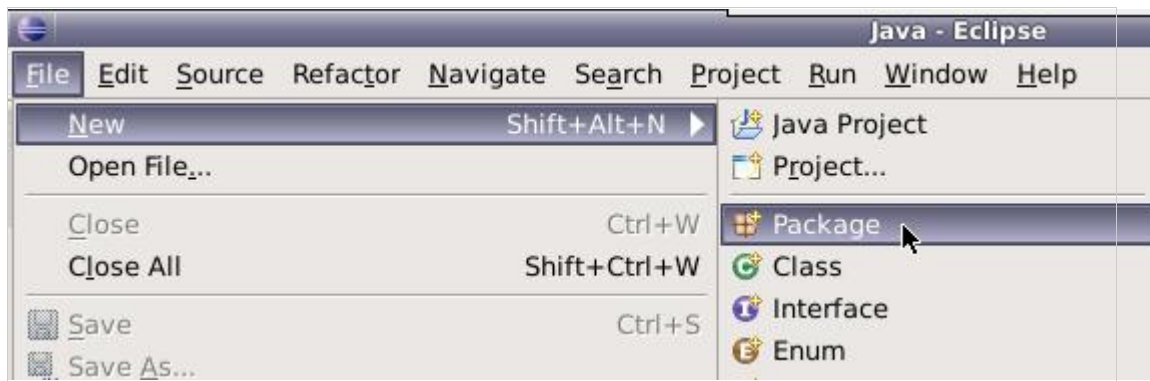 Java - Eclipse
File Edit Source Refactor Navigate Search Project Run Window Help
New Shift+Alt+N
Open File...
Close Ctrl+W
Close All Shift+Ctrl+W
Save Ctrl+S
Save As...
Java Project
Project...
Package
Class
Interface
Enum